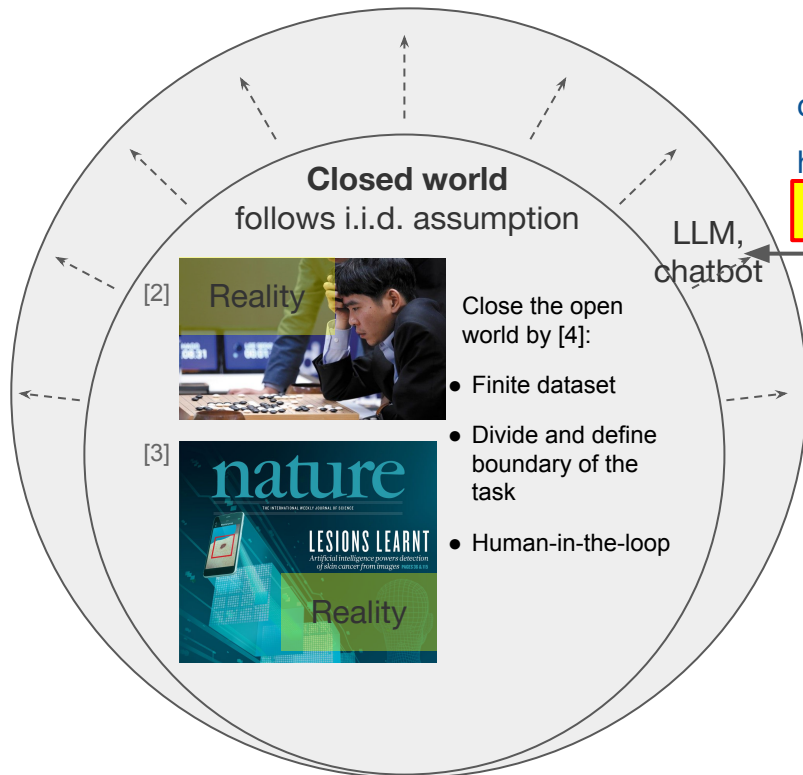 Closed world
follows i.i.d. assumption
LLM,
chatbot
[2]
Reality
Close the open
world by [4]:
● Finite dataset
● Divide and define
boundary of the
task
● Human-in-the-loop
[3]
nature
THE INTERNATIONAL WEEKLY JOURNAL OF SCIENCE
LESIONS LEARNT
Artificial intelligence powers detection
of skin cancer from images
Reality